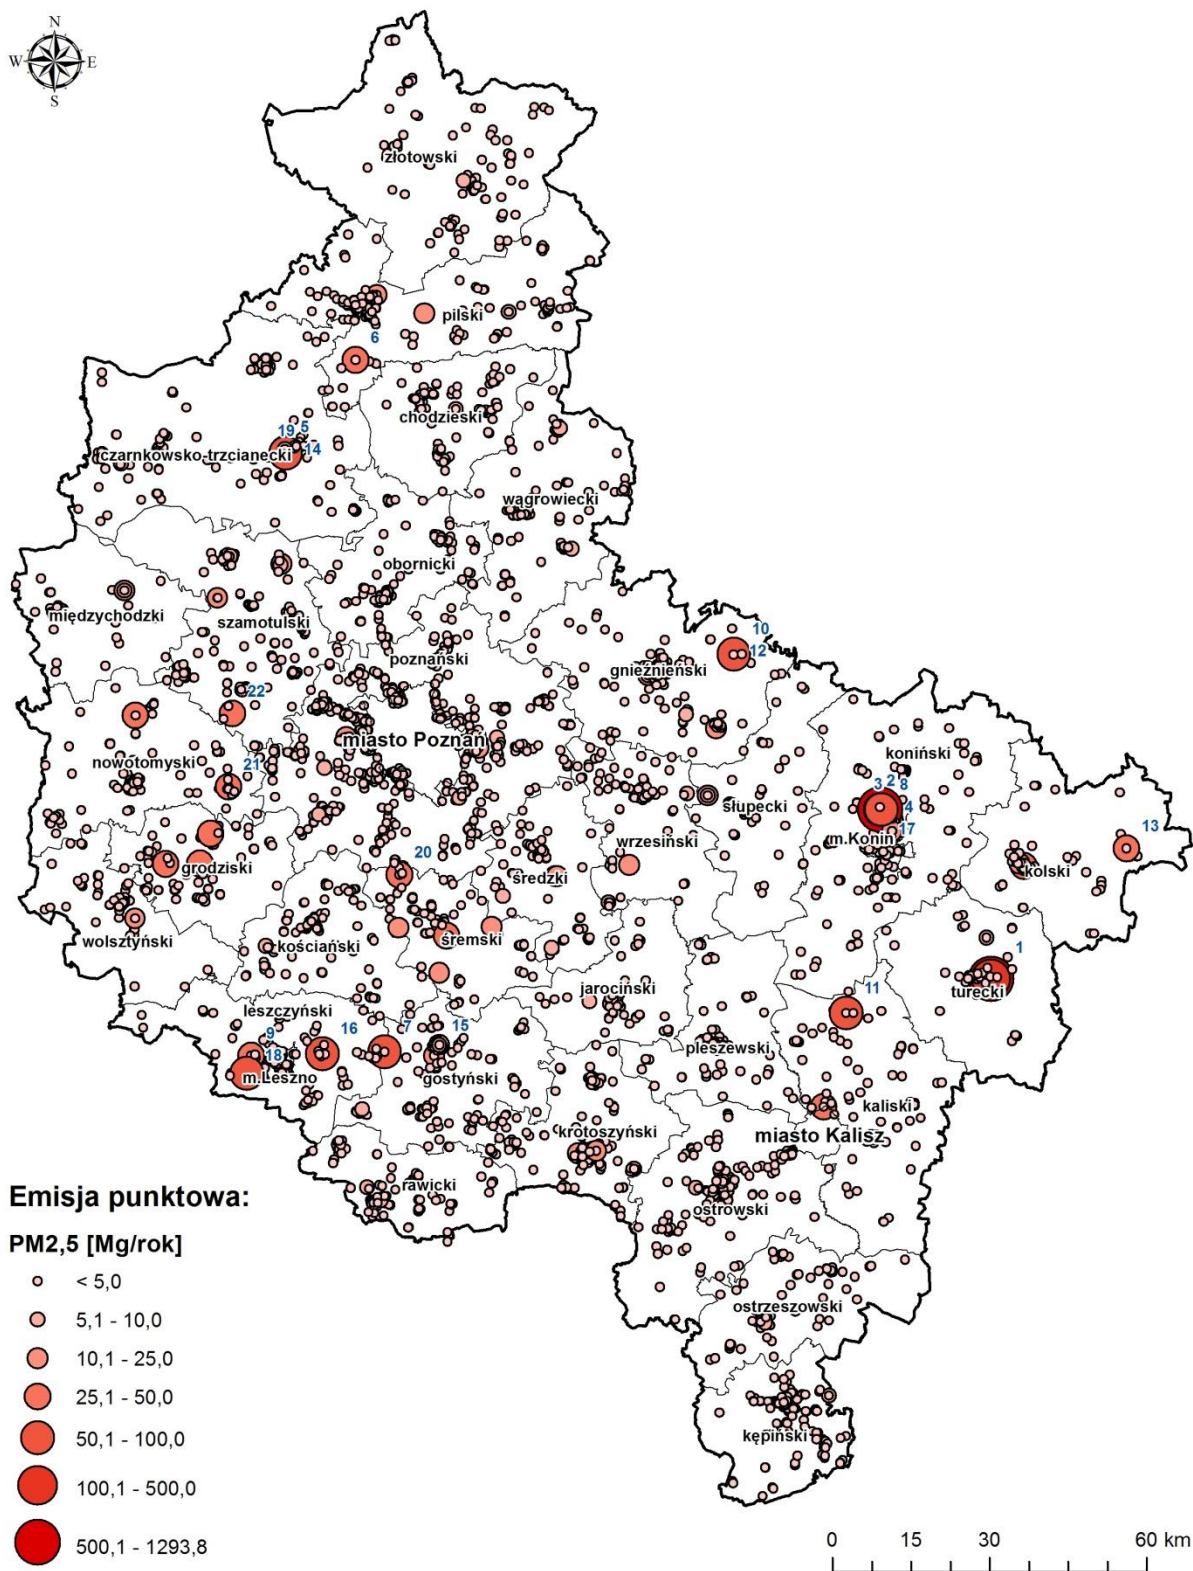 N
W E
S
złotowski
pilski
6
chodzieski
19 5
14
czarnkowsko-trzcianecki
wągrowiecki
obornicki
międzychodzki
szamotulski
10
12
poznański
gnieźnieński
22
miasto Poznań
koniński
nowotomyski
21
3 2 8
4
słupecki
17
13
m.Konin
wrzesiński
20
grodziski
kolski
średzki
wolsztyński
kościański
śremski
1
turecki
jarociński
11
leszczyński
9
16
7
15
18
pleszewski
m.Leszno
gostyński
kaliski
krotoszyński
miasto Kalisz
rawicki
ostrowski
Emisja punktowa:
PM2,5 [Mg/rok]
< 5,0
5,1 - 10,0
ostrzeszowski
10,1 - 25,0
25,1 - 50,0
50,1 - 100,0
kępiński
100,1 - 500,0
500,1 - 1293,8
0 15 30 60 km